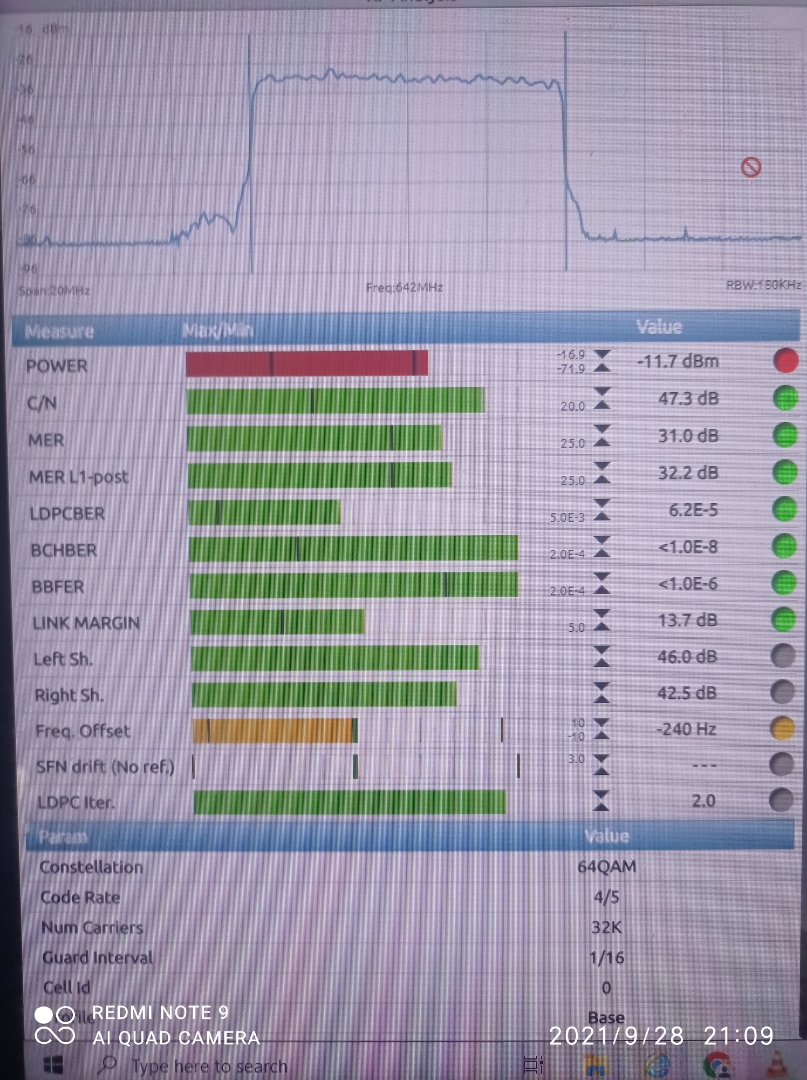 -16 dBm
-26
-36
-46
-56
-66
-76
-86
-96
Span:20MHz Freq:642MHz RBW:180KHz
Measure Max/Min Value
POWER -16.9 -71.9 -11.7 dBm
C/N 20.0 47.3 dB
MER 25.0 31.0 dB
MER L1-post 25.0 32.2 dB
LDPCBER 5.0E-3 6.2E-5
BCHBER 2.0E-4 <1.0E-8
BBFER 2.0E-4 <1.0E-6
LINK MARGIN 5.0 13.7 dB
Left Sh. 46.0 dB
Right Sh. 42.5 dB
Freq. Offset 10 -10 -240 Hz
SFN drift (No ref.) 3.0 ---
LDPC Iter. 2.0
Param Value
Constellation 64QAM
Code Rate 4/5
Num Carriers 32K
Guard Interval 1/16
Cell Id 0
Base
REDMI NOTE 9
AI QUAD CAMERA
2021/9/28 21:09
Type here to search